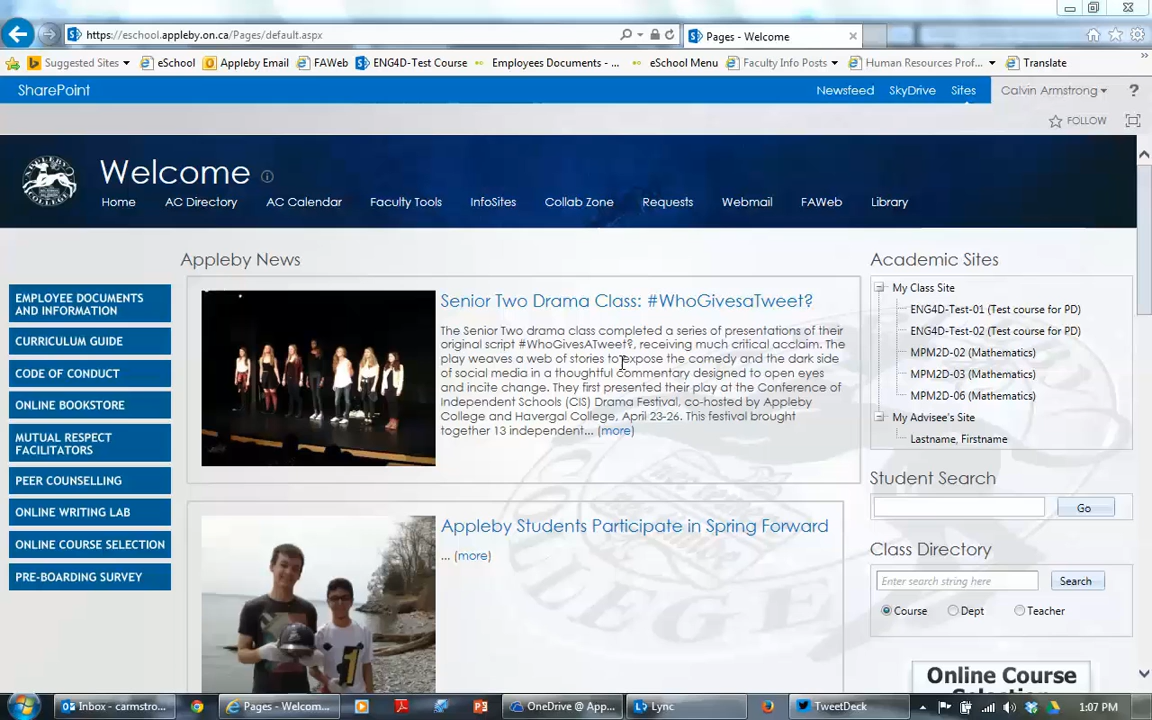 https://eschool.appleby.on.ca/Pages/default.aspx
Pages - Welcome
Suggested Sites
eSchool
Appleby Email
FAWeb
ENG4D-Test Course
Employees Documents - ...
eSchool Menu
Faculty Info Posts
Human Resources Prof...
Translate
SharePoint
Newsfeed
SkyDrive
Sites
Calvin Armstrong
?
FOLLOW
APPLEBY
COLLEGE
Welcome
Home
AC Directory
AC Calendar
Faculty Tools
InfoSites
Collab Zone
Requests
Webmail
FAWeb
Library
EMPLOYEE DOCUMENTS
AND INFORMATION
CURRICULUM GUIDE
CODE OF CONDUCT
ONLINE BOOKSTORE
MUTUAL RESPECT
FACILITATORS
PEER COUNSELLING
ONLINE WRITING LAB
ONLINE COURSE SELECTION
PRE-BOARDING SURVEY
Appleby News
Senior Two Drama Class: #WhoGivesaTweet?
The Senior Two drama class completed a series of presentations of their
original script #WhoGivesATweet?, receiving much critical acclaim. The
play weaves a web of stories to expose the comedy and the dark side
of social media in a thoughtful commentary designed to open eyes
and incite change. They first presented their play at the Conference of
Independent Schools (CIS) Drama Festival, co-hosted by Appleby
College and Havergal College, April 23-26. This festival brought
together 13 independent... (more)
Appleby Students Participate in Spring Forward
... (more)
Academic Sites
My Class Site
ENG4D-Test-01 (Test course for PD)
ENG4D-Test-02 (Test course for PD)
MPM2D-02 (Mathematics)
MPM2D-03 (Mathematics)
MPM2D-06 (Mathematics)
My Advisee's Site
Lastname, Firstname
Student Search
Go
Class Directory
Enter search string here
Search
Course
Dept
Teacher
Online Course
Inbox - carmstro...
Pages - Welcom...
OneDrive @ App...
Lync
TweetDeck
1:07 PM